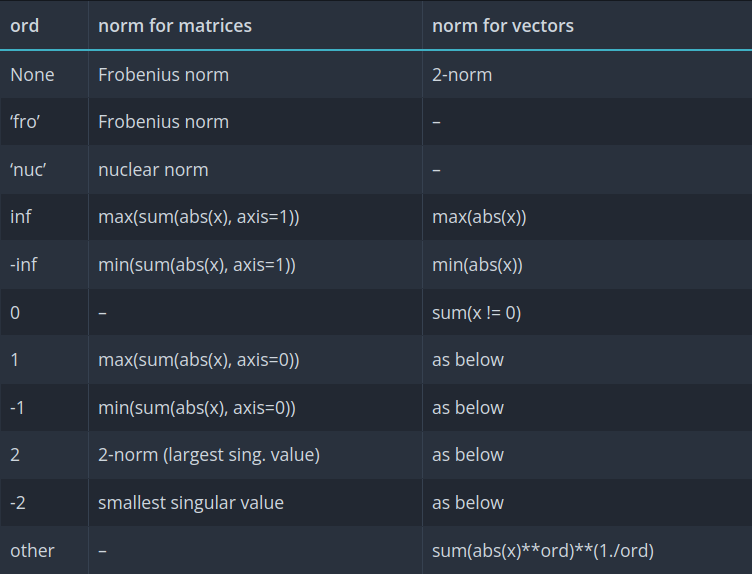 ord norm for matrices norm for vectors
None Frobenius norm 2-norm
‘fro’ Frobenius norm –
‘nuc’ nuclear norm –
inf max(sum(abs(x), axis=1)) max(abs(x))
-inf min(sum(abs(x), axis=1)) min(abs(x))
0 – sum(x != 0)
1 max(sum(abs(x), axis=0)) as below
-1 min(sum(abs(x), axis=0)) as below
2 2-norm (largest sing. value) as below
-2 smallest singular value as below
other – sum(abs(x)**ord)**(1./ord)